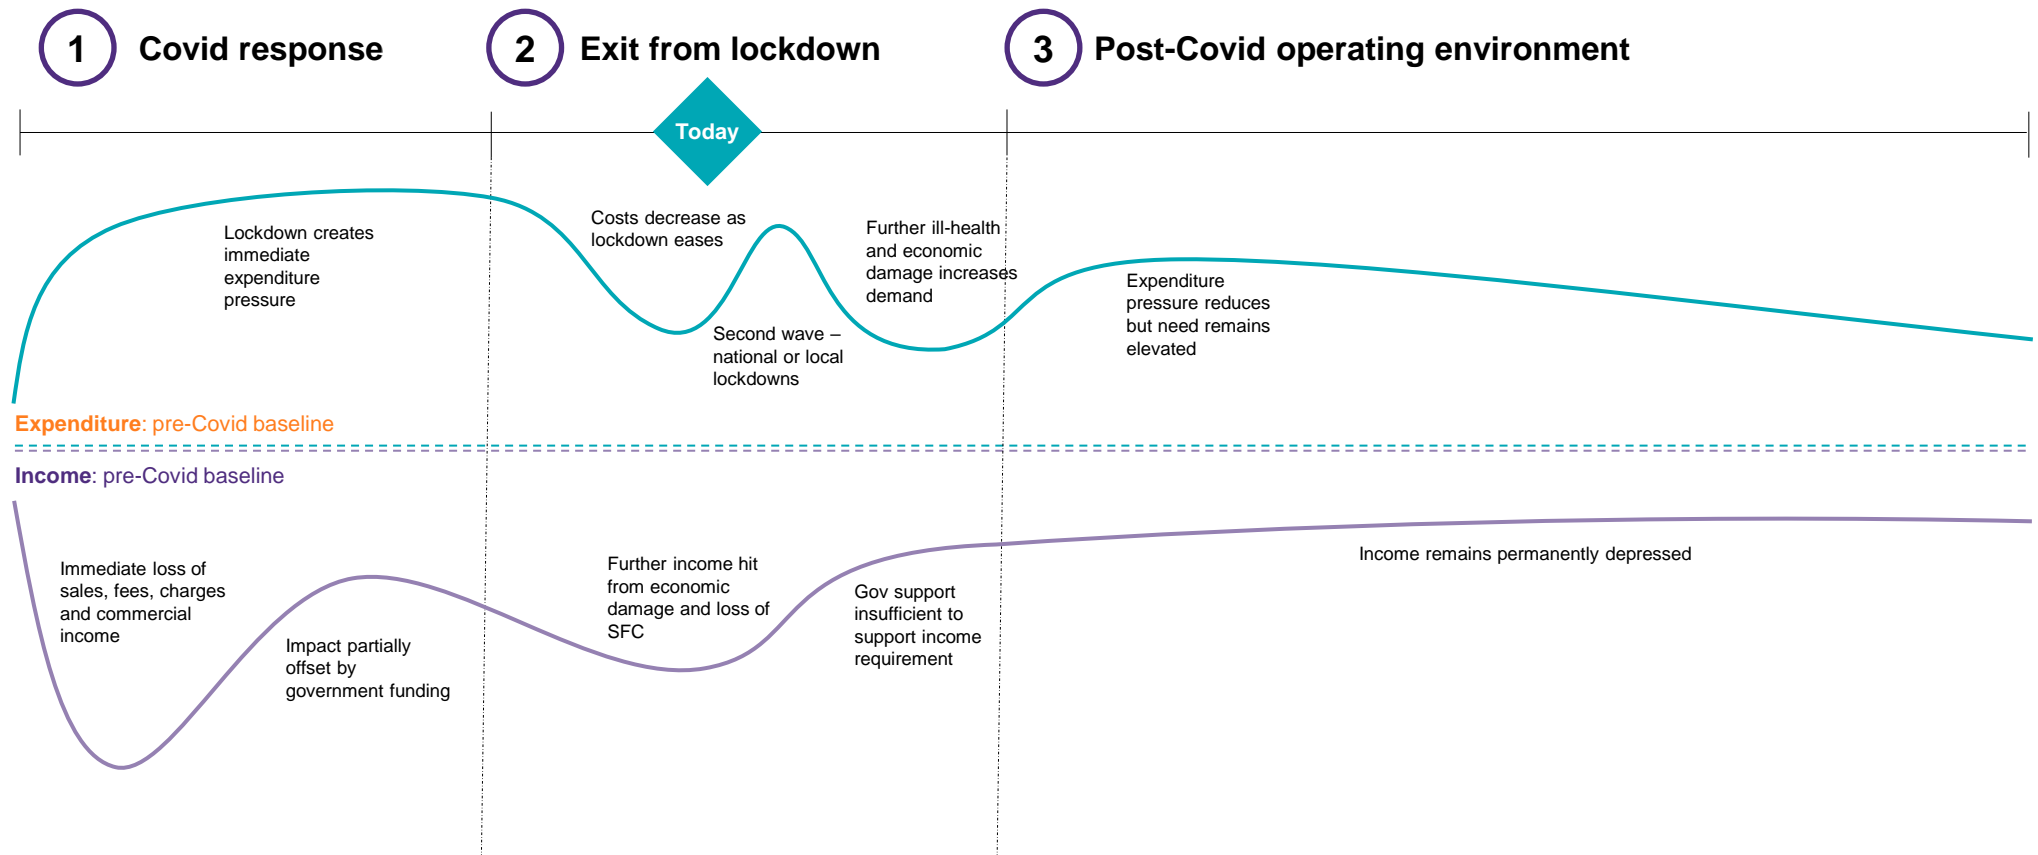 1
Covid response
2
Exit from lockdown
3
Post-Covid operating environment
Today
Lockdown creates
immediate
expenditure
pressure
Costs decrease as
lockdown eases
Second wave –
national or local
lockdowns
Further ill-health
and economic
damage increases
demand
Expenditure
pressure reduces
but need remains
elevated
Expenditure: pre-Covid baseline
Income: pre-Covid baseline
Immediate loss of
sales, fees, charges
and commercial
income
Impact partially
offset by
government funding
Further income hit
from economic
damage and loss of
SFC
Gov support
insufficient to
support income
requirement
Income remains permanently depressed